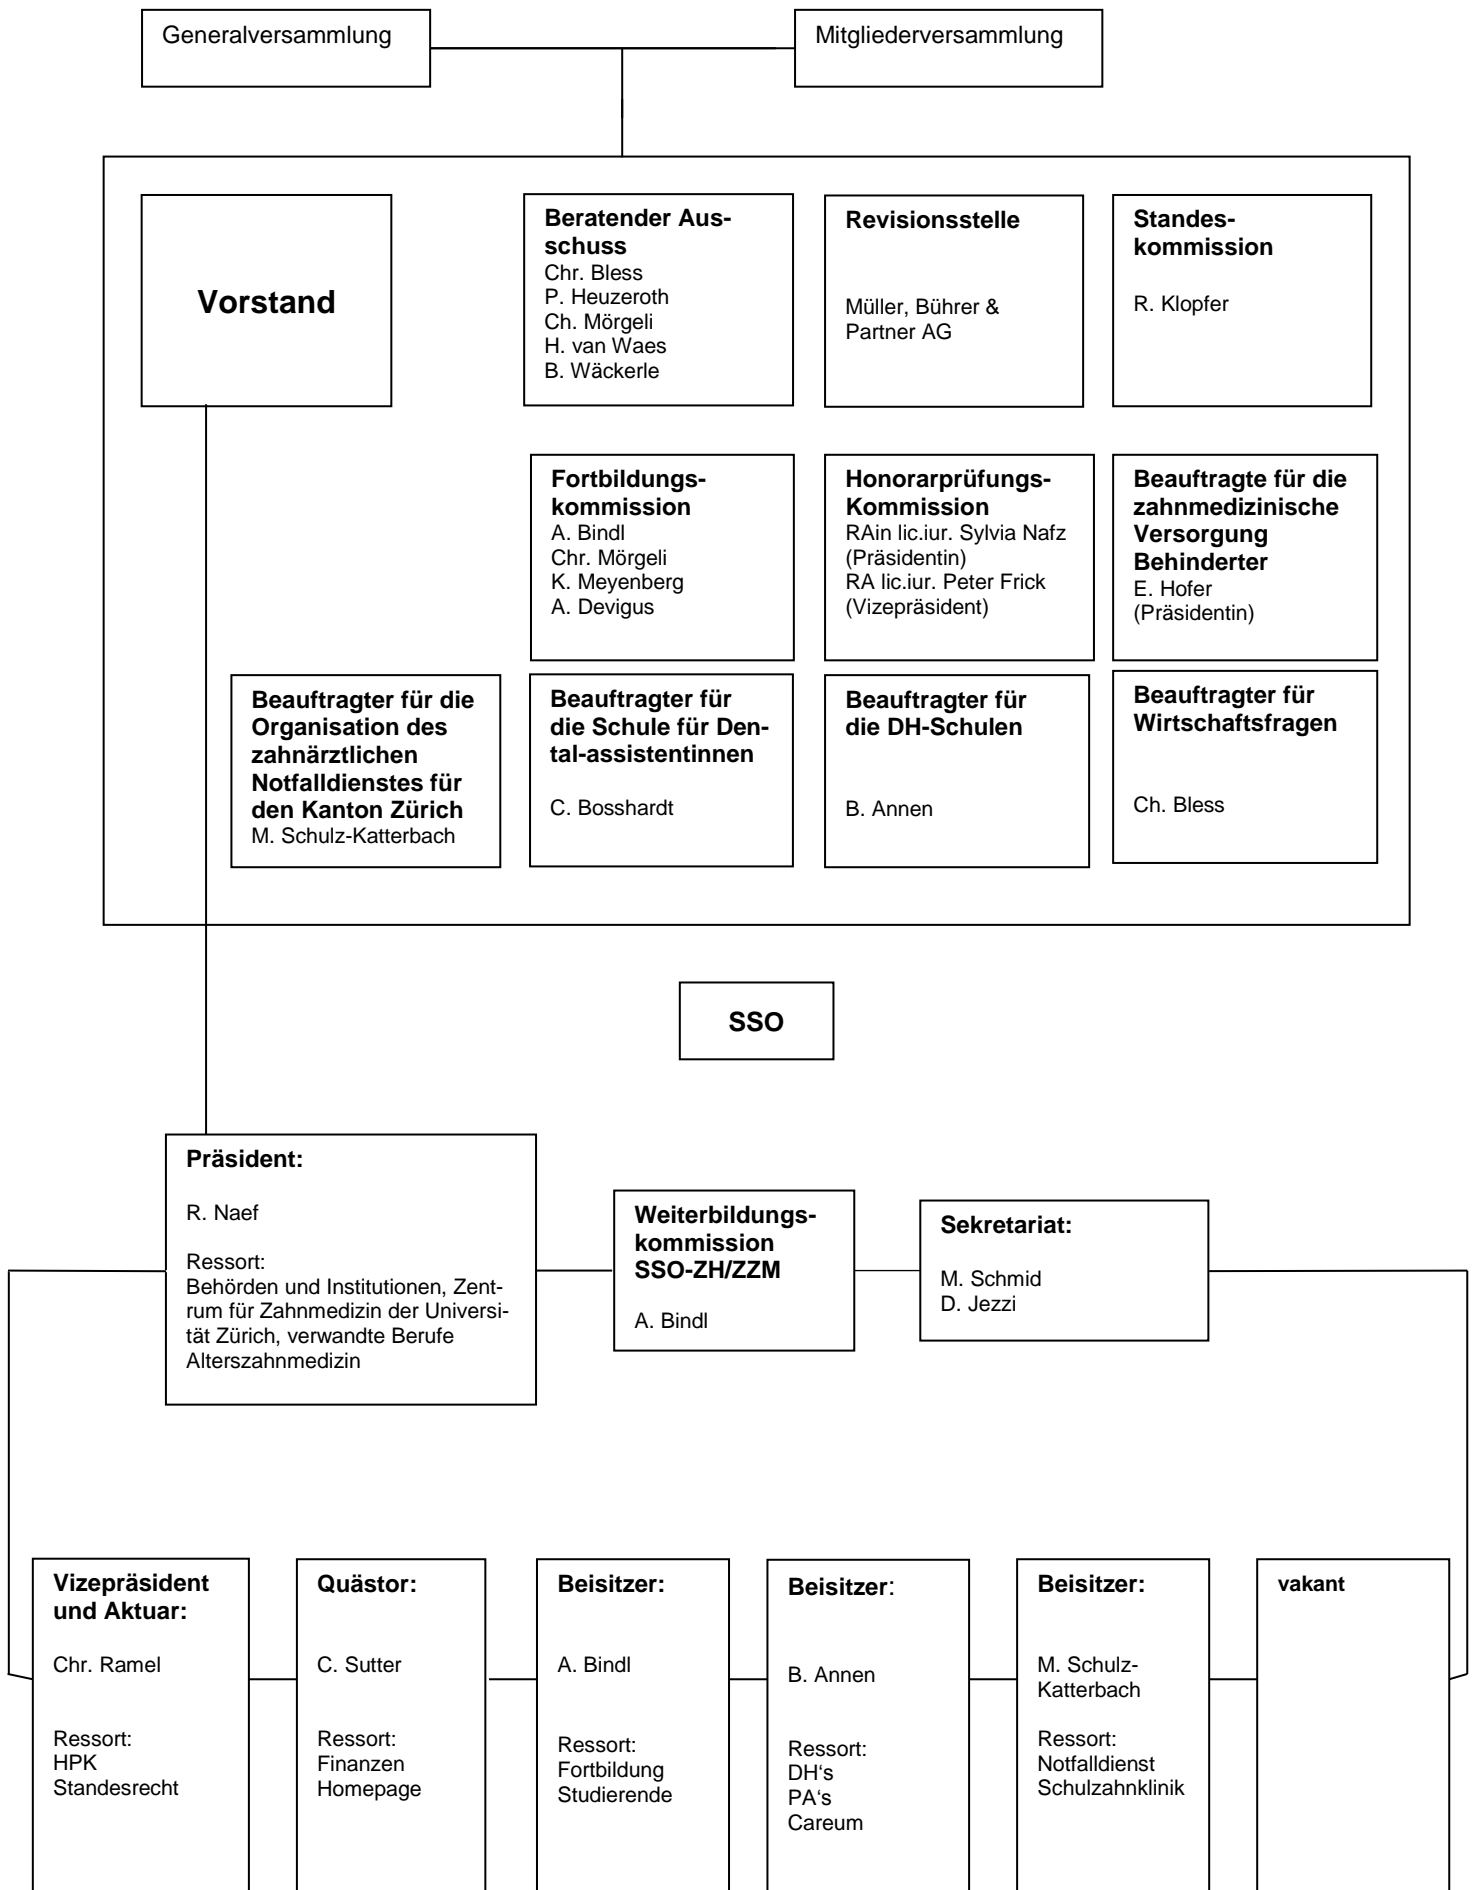 Generalversammlung
Mitgliederversammlung
Vorstand
Beratender Aus-
schuss
Chr. Bless
P. Heuzeroth
Ch. Mörgeli
H. van Waes
B. Wäckerle
Revisionsstelle
Müller, Bührer &
Partner AG
Standes-
kommission
R. Klopfer
Fortbildungs-
kommission
A. Bindl
Chr. Mörgeli
K. Meyenberg
A. Devigus
Honorarprüfungs-
Kommission
RAin lic.iur. Sylvia Nafz
(Präsidentin)
RA lic.iur. Peter Frick
(Vizepräsident)
Beauftragte für die
zahnmedizinische
Versorgung
Behinderter
E. Hofer
(Präsidentin)
Beauftragter für die
Organisation des
zahnärztlichen
Notfalldienstes für
den Kanton Zürich
M. Schulz-Katterbach
Beauftragter für
die Schule für Den-
tal-assistentinnen
C. Bosshardt
Beauftragter für
die DH-Schulen
B. Annen
Beauftragter für
Wirtschaftsfragen
Ch. Bless
SSO
Präsident:
R. Naef
Ressort:
Behörden und Institutionen, Zent-
rum für Zahnmedizin der Universi-
tät Zürich, verwandte Berufe
Alterszahnmedizin
Weiterbildungs-
kommission
SSO-ZH/ZZM
A. Bindl
Sekretariat:
M. Schmid
D. Jezzi
Vizepräsident
und Aktuar:
Chr. Ramel
Ressort:
HPK
Standesrecht
Quästor:
C. Sutter
Ressort:
Finanzen
Homepage
Beisitzer:
A. Bindl
Ressort:
Fortbildung
Studierende
Beisitzer:
B. Annen
Ressort:
DH‘s
PA‘s
Careum
Beisitzer:
M. Schulz-
Katterbach
Ressort:
Notfalldienst
Schulzahnklinik
vakant